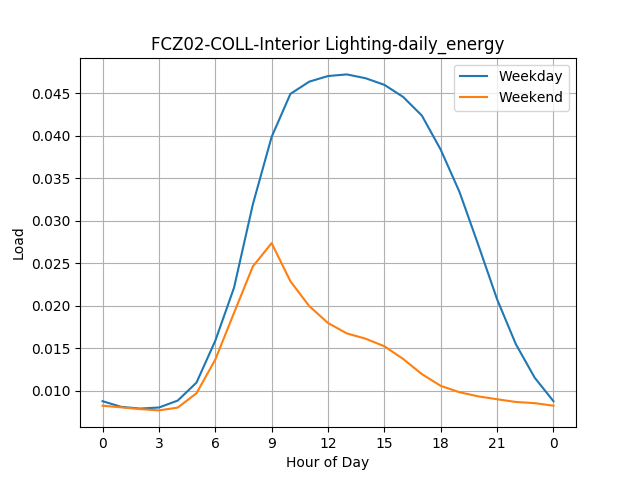 FCZ02-COLL-Interior Lighting-daily_energy
Weekday
Weekend
0.045
0.040
0.035
0.030
0.025
0.020
0.015
0.010
Load
0 3 6 9 12 15 18 21 0
Hour of Day